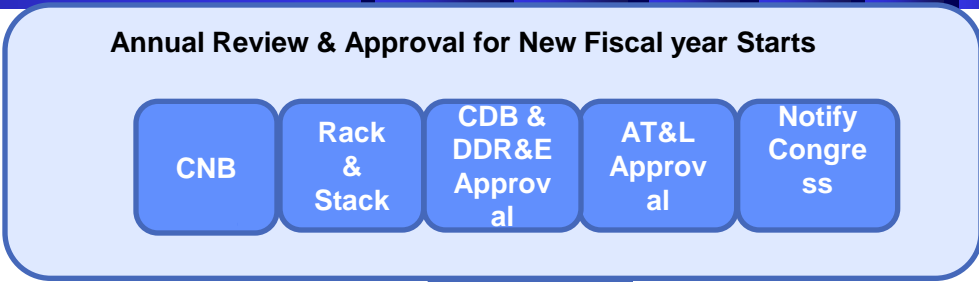 Annual Review & Approval for New Fiscal year Starts
CNB
Rack
&
Stack
CDB &
DDR&E
Approv
al
AT&L
Approv
al
Notify
Congre
ss